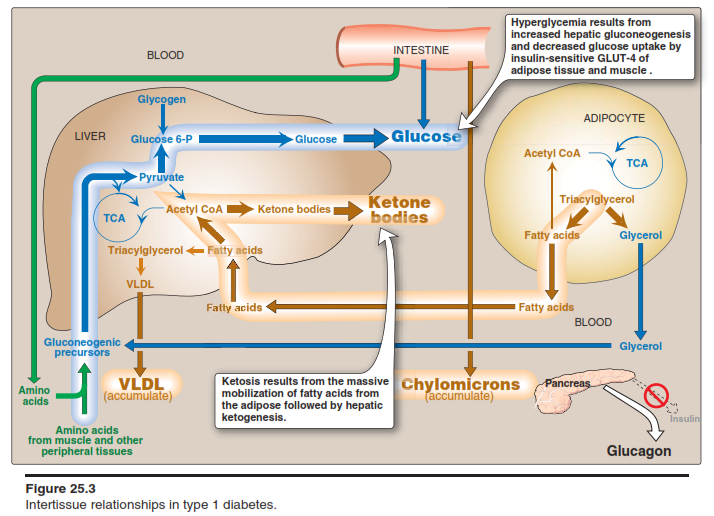 Hyperglycemia results from
increased hepatic gluconeogenesis
and decreased glucose uptake by
insulin-sensitive GLUT-4 of
adipose tissue and muscle .
BLOOD
INTESTINE
Glycogen
LIVER
Glucose 6-P
Glucose
Glucose
ADIPOCYTE
Acetyl CoA
TCA
Pyruvate
TCA
Acetyl CoA
Ketone bodies
Ketone
bodies
Triacylglycerol
Fatty acids
Glycerol
Triacylglycerol
Fatty acids
VLDL
Fatty acids
Fatty acids
BLOOD
Gluconeogenic
precursors
Glycerol
Amino
acids
VLDL
(accumulate)
Ketosis results from the massive
mobilization of fatty acids from
the adipose followed by hepatic
ketogenesis.
Chylomicrons
(accumulate)
Pancreas
Insulin
Glucagon
Amino acids
from muscle and other
peripheral tissues
Figure 25.3
Intertissue relationships in type 1 diabetes.